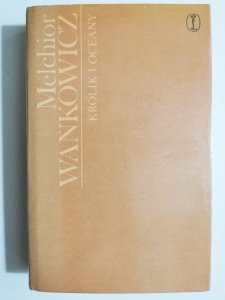 Melchior
WAŃKOWICZ
KRÓLIK I OCEANY